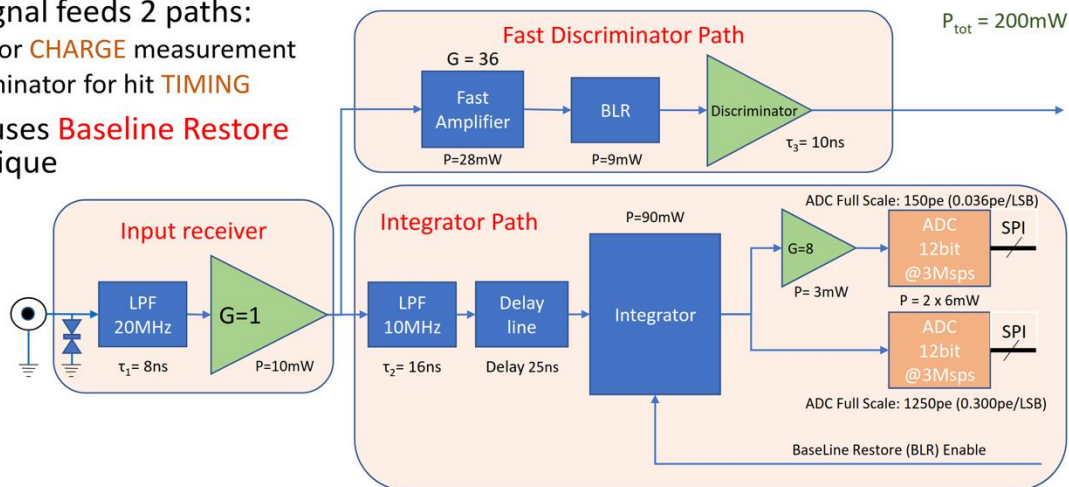 gnal feeds 2 paths:
or CHARGE measurement
minator for hit TIMING
uses Baseline Restore
ique
P_tot = 200mW
Fast Discriminator Path
G = 36
Fast
Amplifier
P=28mW
BLR
P=9mW
Discriminator
τ₃= 10ns
Input receiver
LPF
20MHz
τ₁= 8ns
G=1
P=10mW
Integrator Path
LPF
10MHz
τ₂= 16ns
Delay
line
Delay 25ns
P=90mW
Integrator
G=8
P= 3mW
ADC Full Scale: 150pe (0.036pe/LSB)
ADC
12bit
@3Msps
SPI
P = 2 x 6mW
ADC
12bit
@3Msps
SPI
ADC Full Scale: 1250pe (0.300pe/LSB)
BaseLine Restore (BLR) Enable